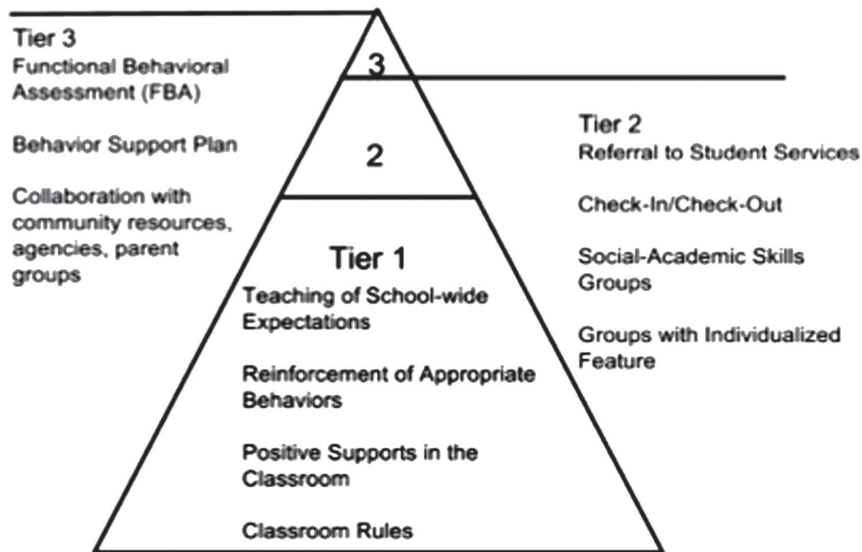 Tier 3
Functional Behavioral
Assessment (FBA)
Behavior Support Plan
Collaboration with
community resources,
agencies, parent
groups
3
2
Tier 1
Teaching of School-wide
Expectations
Reinforcement of Appropriate
Behaviors
Positive Supports in the
Classroom
Classroom Rules
Tier 2
Referral to Student Services
Check-In/Check-Out
Social-Academic Skills
Groups
Groups with Individualized
Feature